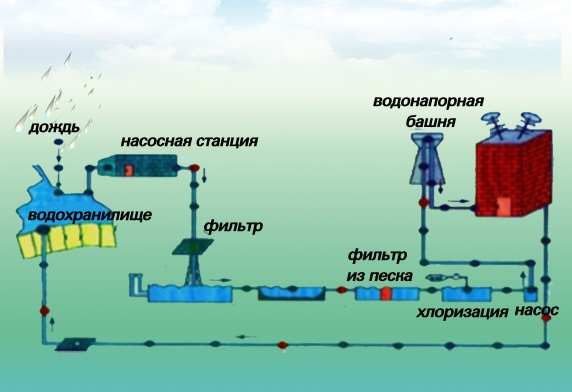 водонапорная
башня
дождь
насосная станция
водохранилище
фильтр
фильтр
из песка
хлоризация
насос